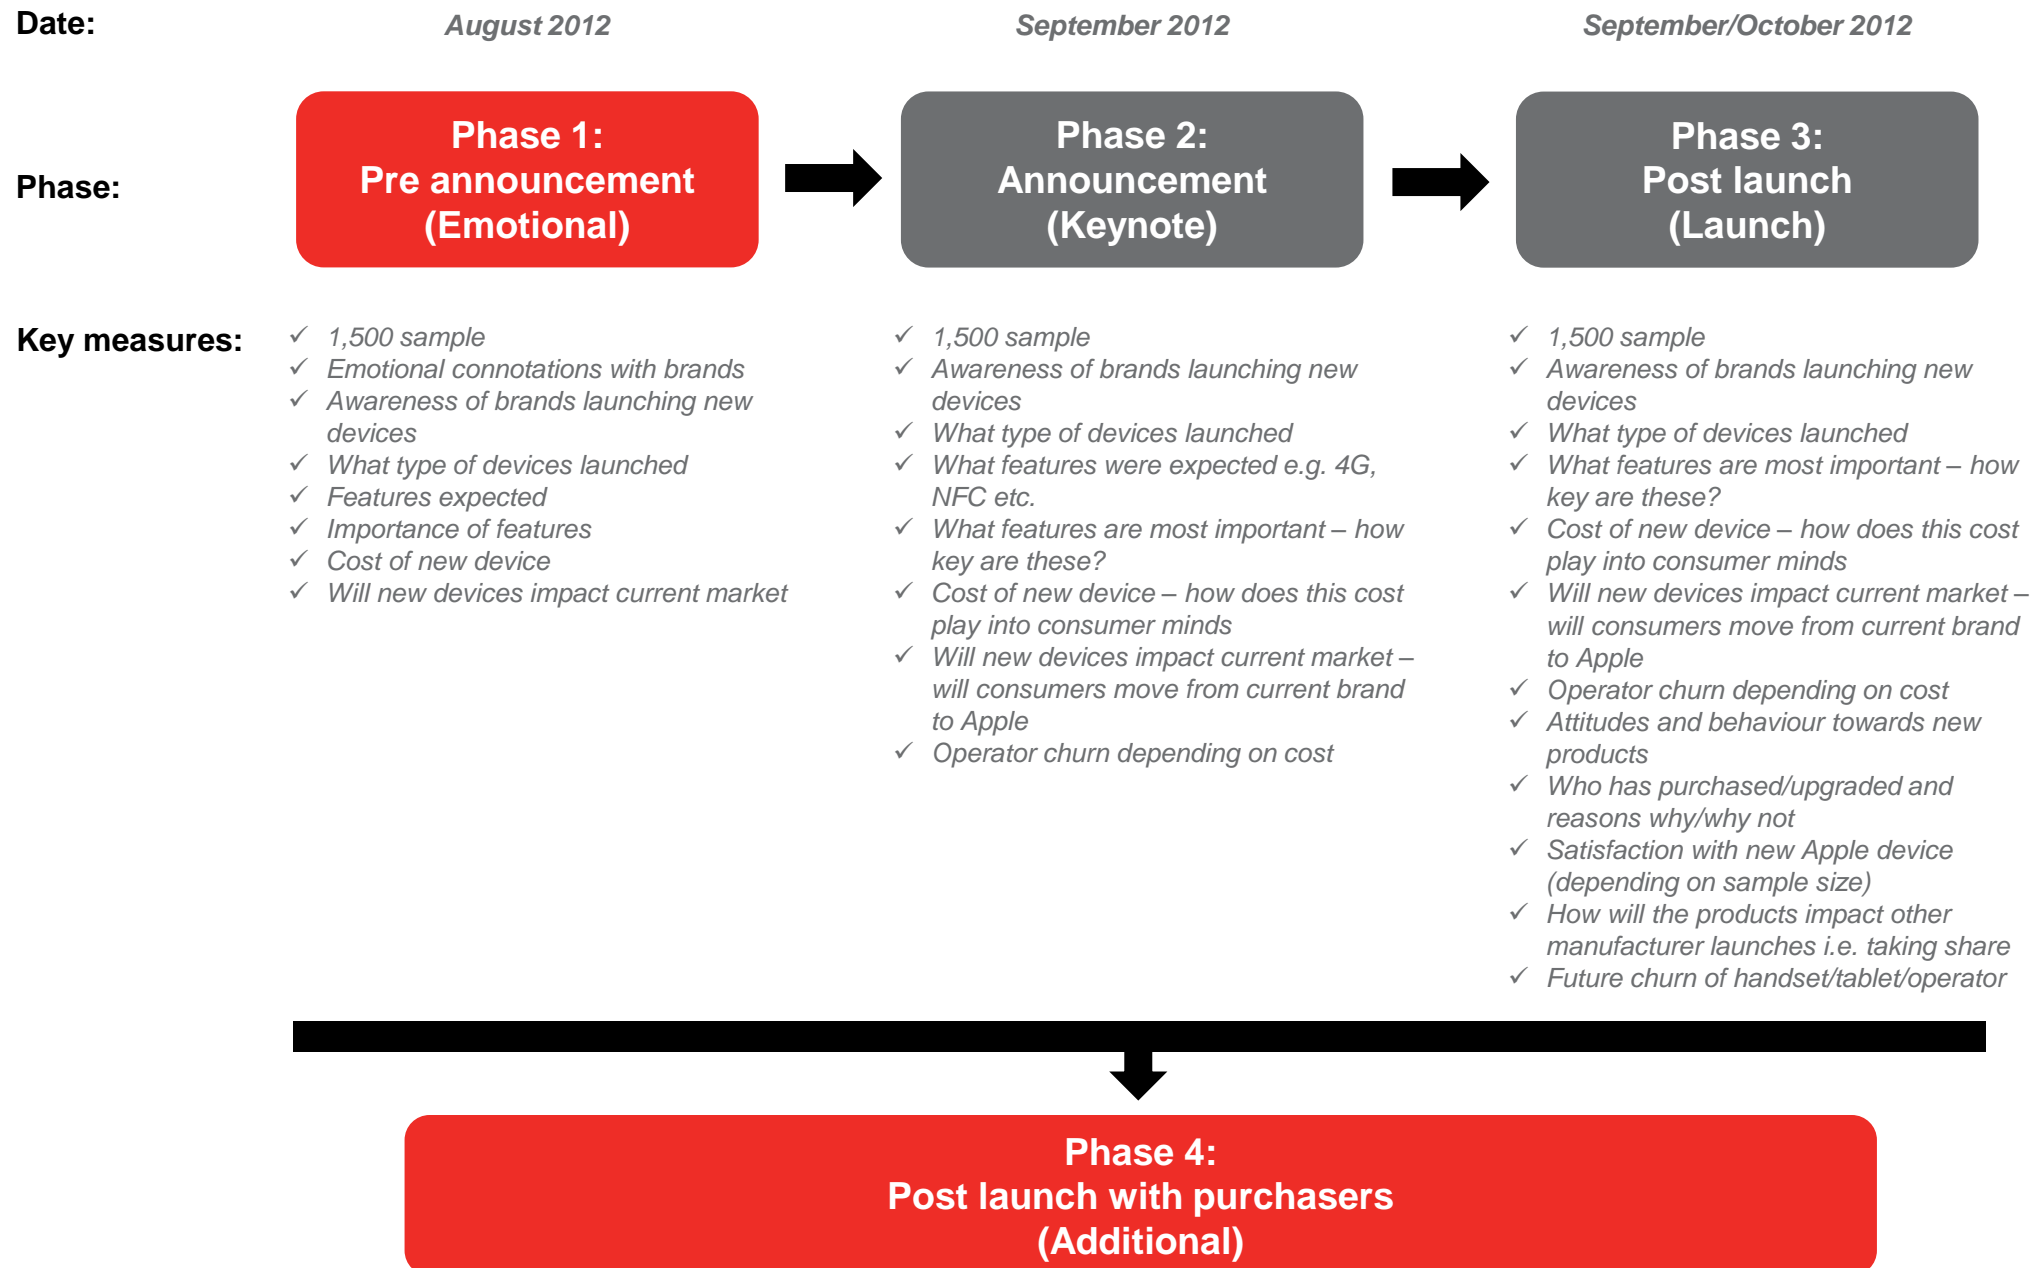 Date:
August 2012
September 2012
September/October 2012
Phase:
Phase 1:
Pre announcement
(Emotional)
Phase 2:
Announcement
(Keynote)
Phase 3:
Post launch
(Launch)
Key measures:
✓ 1,500 sample
✓ Emotional connotations with brands
✓ Awareness of brands launching new
devices
✓ What type of devices launched
✓ Features expected
✓ Importance of features
✓ Cost of new device
✓ Will new devices impact current market
✓ 1,500 sample
✓ Awareness of brands launching new
devices
✓ What type of devices launched
✓ What features were expected e.g. 4G,
NFC etc.
✓ What features are most important – how
key are these?
✓ Cost of new device – how does this cost
play into consumer minds
✓ Will new devices impact current market –
will consumers move from current brand
to Apple
✓ Operator churn depending on cost
✓ 1,500 sample
✓ Awareness of brands launching new
devices
✓ What type of devices launched
✓ What features are most important – how
key are these?
✓ Cost of new device – how does this cost
play into consumer minds
✓ Will new devices impact current market –
will consumers move from current brand
to Apple
✓ Operator churn depending on cost
✓ Attitudes and behaviour towards new
products
✓ Who has purchased/upgraded and
reasons why/why not
✓ Satisfaction with new Apple device
(depending on sample size)
✓ How will the products impact other
manufacturer launches i.e. taking share
✓ Future churn of handset/tablet/operator
Phase 4:
Post launch with purchasers
(Additional)